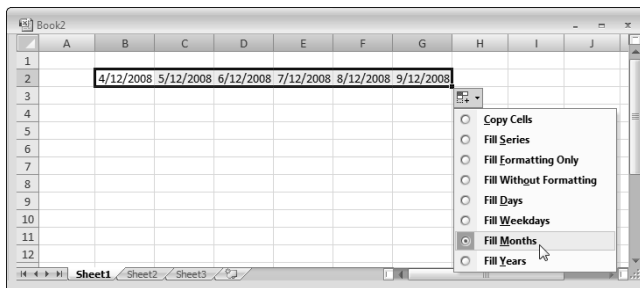 Book2
A B C D E F G H I J
1
2 4/12/2008 5/12/2008 6/12/2008 7/12/2008 8/12/2008 9/12/2008
3
4 Copy Cells
5 Fill Series
6 Fill Formatting Only
7 Fill Without Formatting
8
9 Fill Days
10 Fill Weekdays
11 Fill Months
12 Fill Years
Sheet1 Sheet2 Sheet3